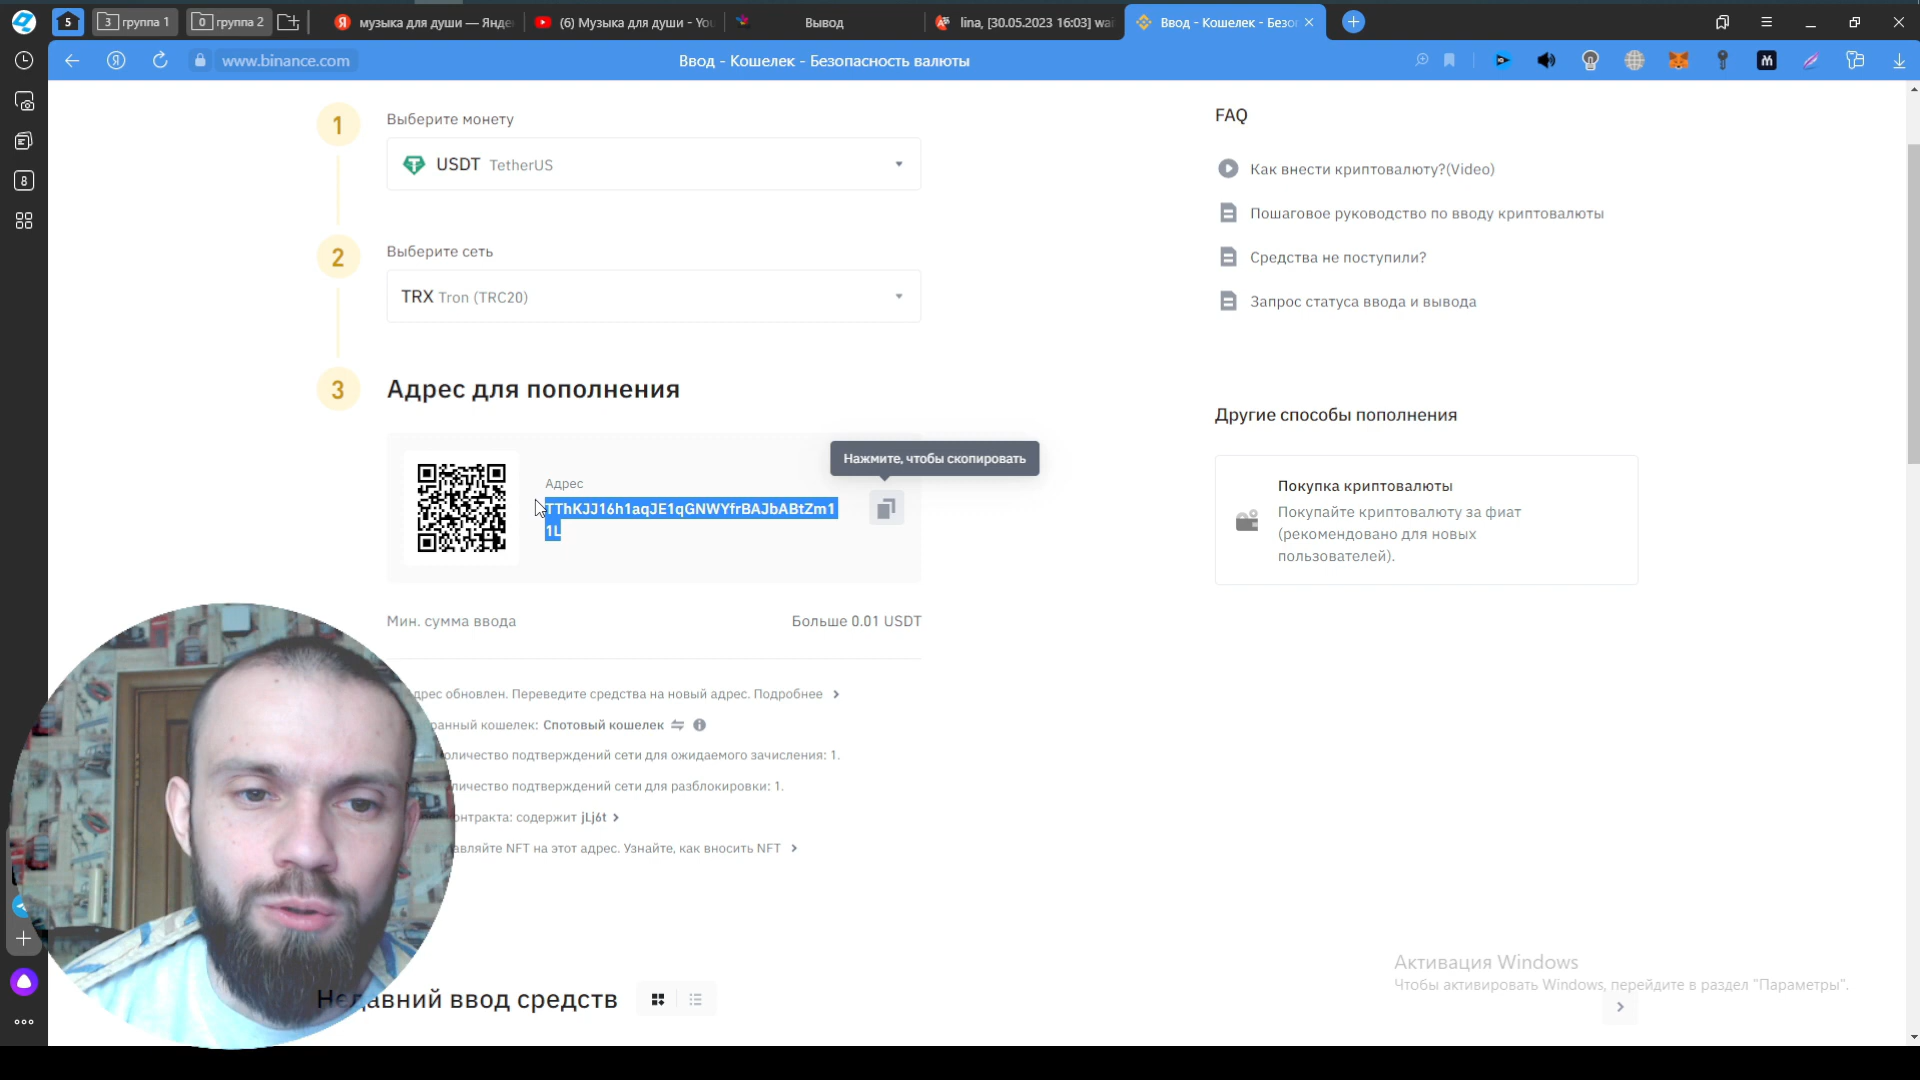 5
3 группа 1
0 группа 2
музыка для души — Янде
(6) Музыка для души - You
Вывод
lina, [30.05.2023 16:03] wai
Ввод - Кошелек - Безо
www.binance.com
Ввод - Кошелек - Безопасность валюты
8
1
Выберите монету
USDT TetherUS
2
Выберите сеть
TRX Tron (TRC20)
3
Адрес для пополнения
Нажмите, чтобы скопировать
Адрес
TThKJJ16h1aqJE1qGNWYfrBAJbABtZm1
1L
Мин. сумма ввода
Больше 0.01 USDT
дрес обновлен. Переведите средства на новый адрес. Подробнее
ранный кошелек: Спотовый кошелек
оличество подтверждений сети для ожидаемого зачисления: 1.
личество подтверждений сети для разблокировки: 1.
онтракта: содержит jLj6t
авляйте NFT на этот адрес. Узнайте, как вносить NFT
Недавний ввод средств
FAQ
Как внести криптовалюту?(Video)
Пошаговое руководство по вводу криптовалюты
Средства не поступили?
Запрос статуса ввода и вывода
Другие способы пополнения
Покупка криптовалюты
Покупайте криптовалюту за фиат
(рекомендовано для новых
пользователей).
Активация Windows
Чтобы активировать Windows, перейдите в раздел "Параметры".